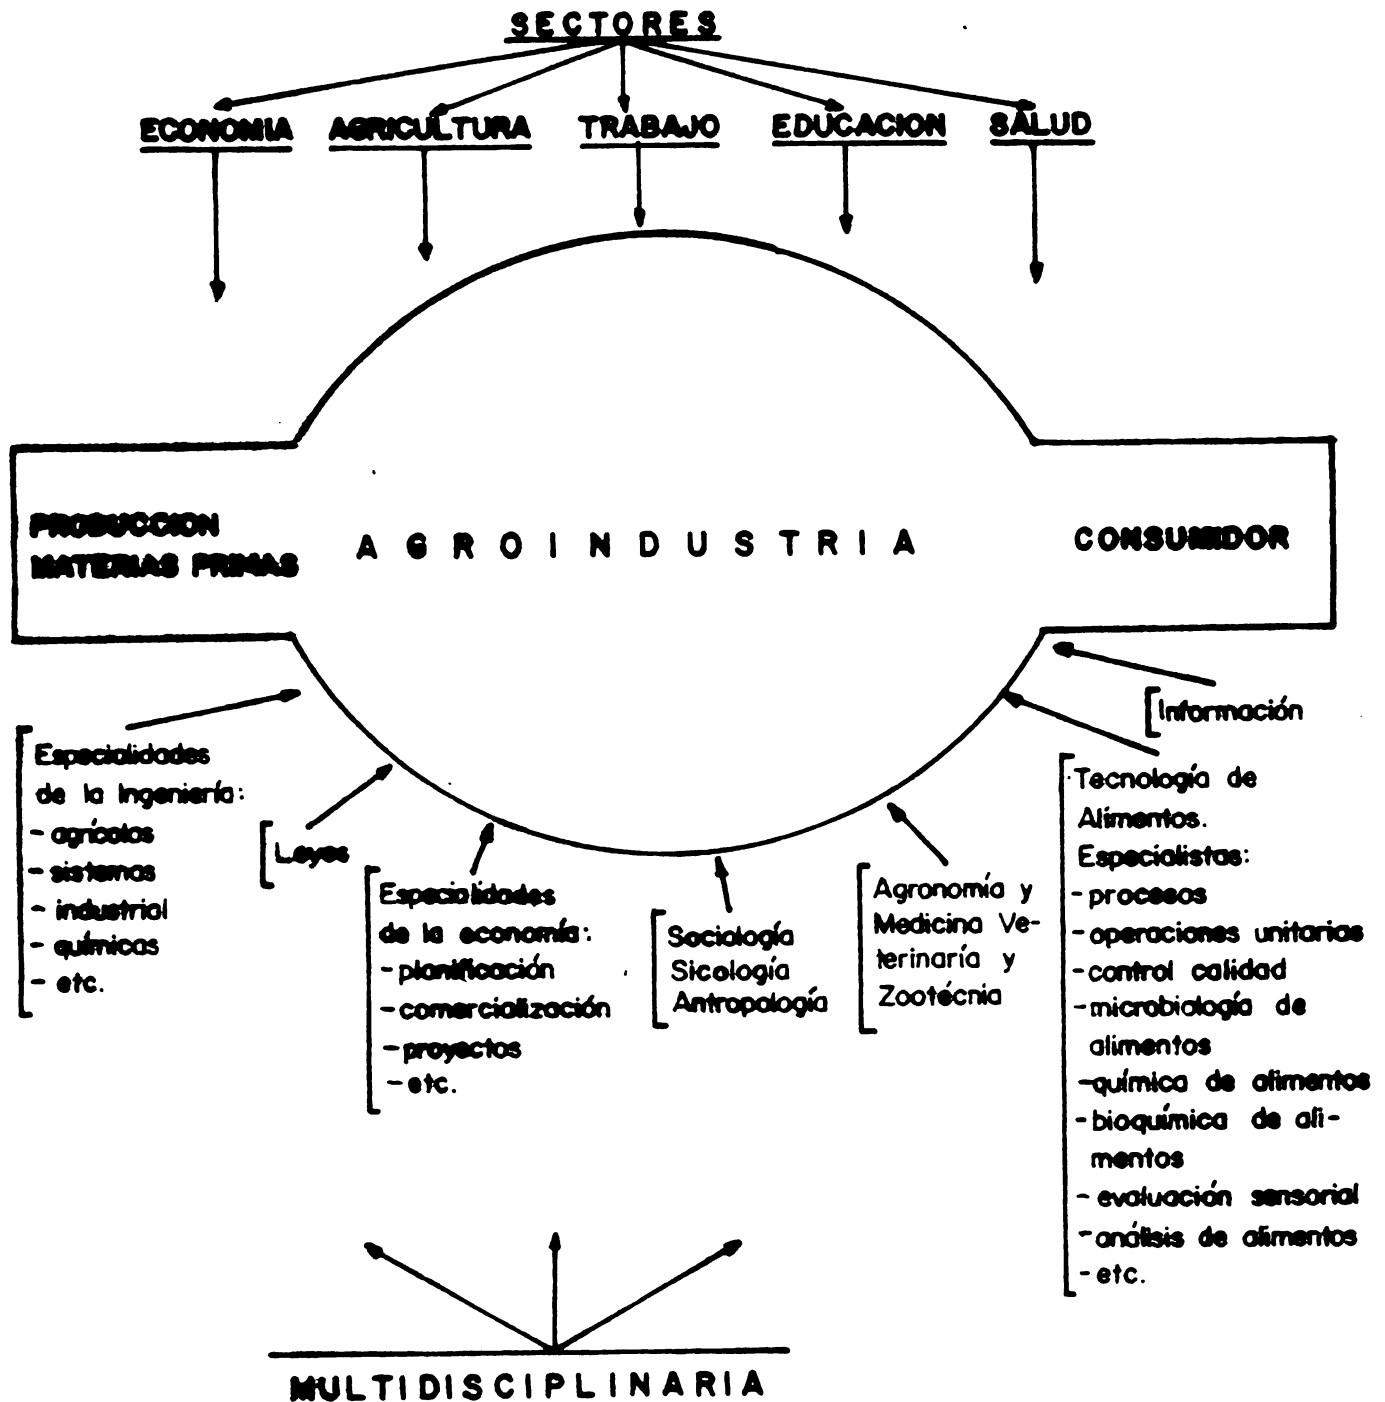 SECTORES
ECONOMIA AGRICULTURA TRABAJO EDUCACION SALUD
PRODUCCION
MATERIAS PRIMAS
AGROINDUSTRIA
CONSUMIDOR
Especialidades
de la Ingeniería:
- agrícolas
- sistemas
- industrial
- químicas
- etc.
Leyes
Especialidades
de la economía:
- planificación
- comercialización
- proyectos
- etc.
Sociología
Sicología
Antropología
Agronomía y
Medicina Ve-
terinaría y
Zootécnia
Información
Tecnología de
Alimentos.
Especialistas:
- procesos
- operaciones unitarias
- control calidad
- microbiología de
alimentos
- química de alimentos
- bioquímica de ali-
mentos
- evaluación sensorial
- análisis de alimentos
- etc.
MULTIDISCIPLINARIA